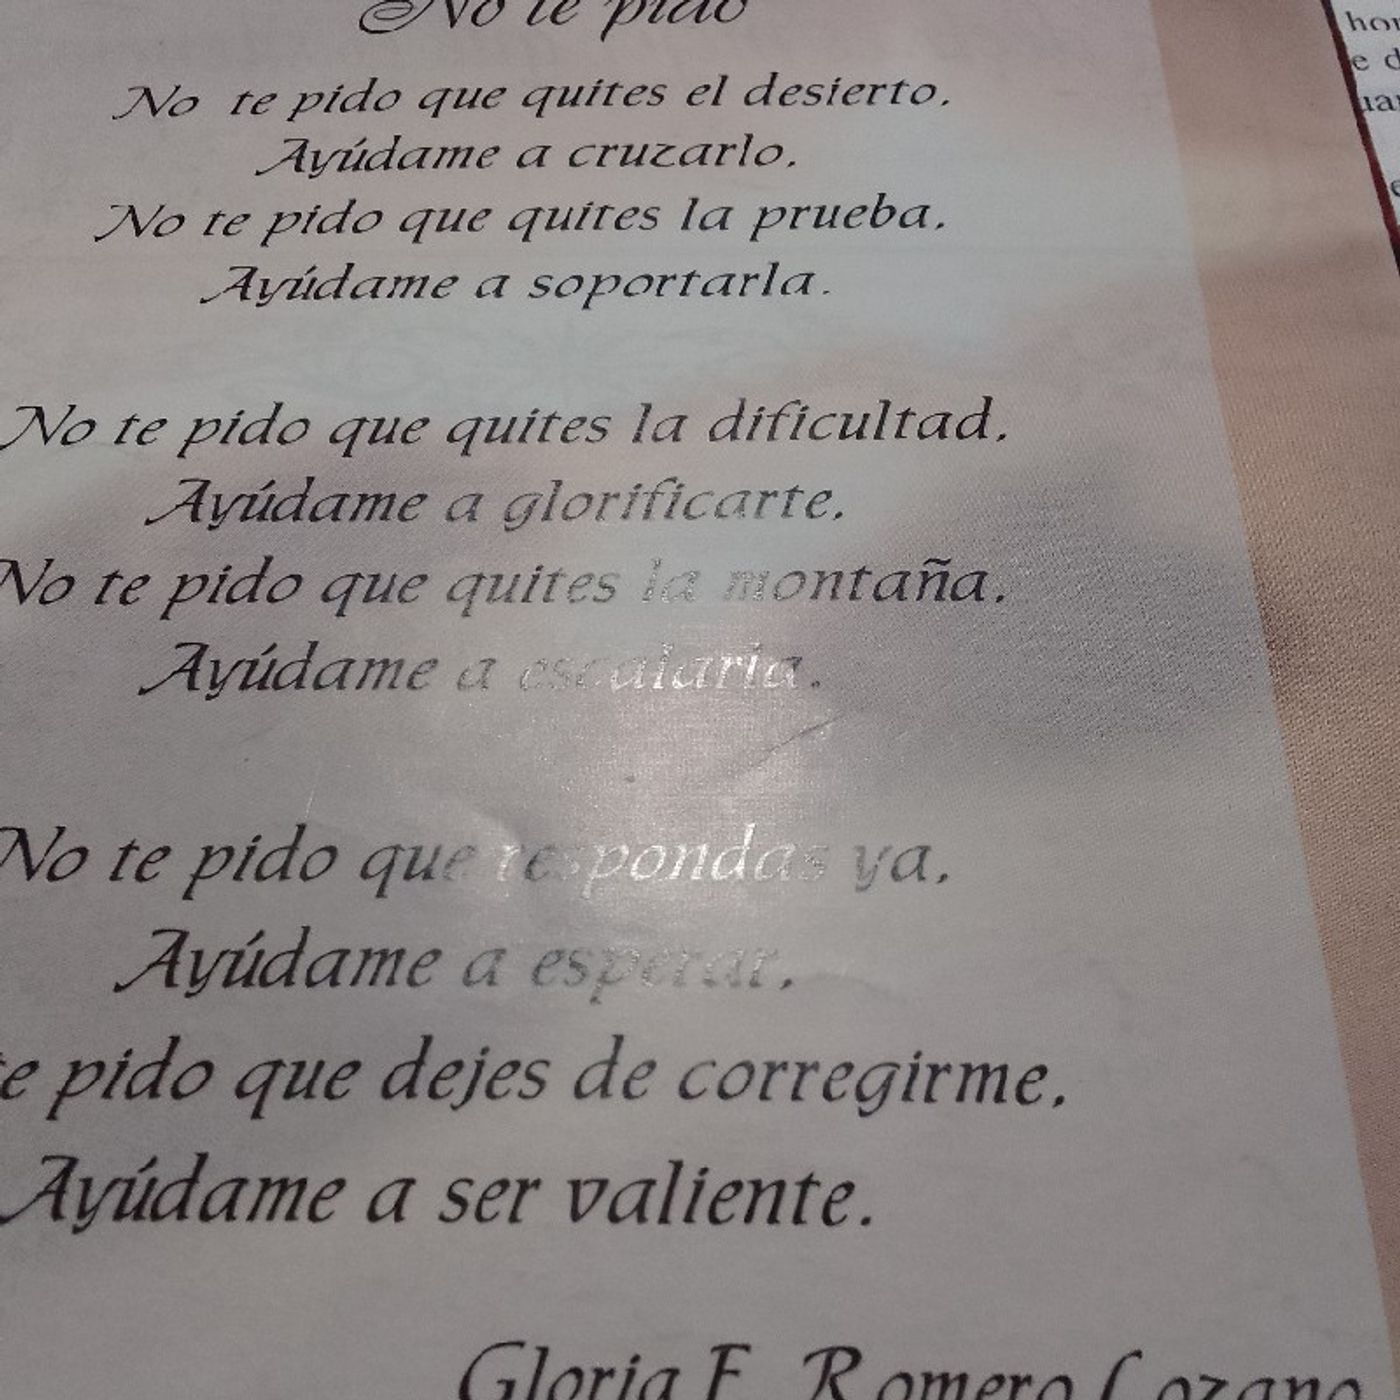 No te pido
No te pido que quites el desierto.
Ayúdame a cruzarlo.
No te pido que quites la prueba.
Ayúdame a soportarla.
No te pido que quites la dificultad.
Ayúdame a glorificarte.
No te pido que quites la montaña.
Ayúdame a escalarla.
No te pido que respondas ya.
Ayúdame a esperar.
te pido que dejes de corregirme.
Ayúdame a ser valiente.
Gloria E. Romero Lozano